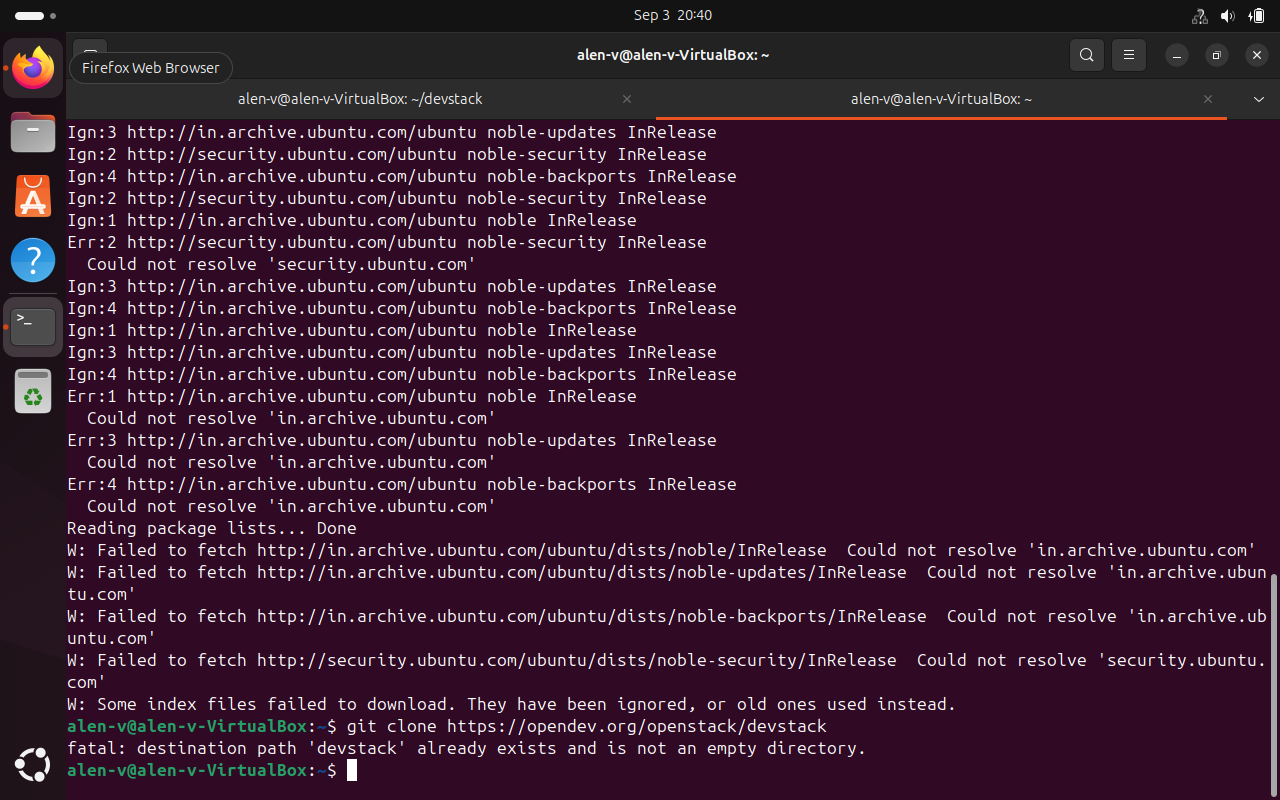 Sep 3 20:40
alen-v@alen-v-VirtualBox: ~
Firefox Web Browser
alen-v@alen-v-VirtualBox: ~/devstack
alen-v@alen-v-VirtualBox: ~
Ign:3 http://in.archive.ubuntu.com/ubuntu noble-updates InRelease
Ign:2 http://security.ubuntu.com/ubuntu noble-security InRelease
Ign:4 http://in.archive.ubuntu.com/ubuntu noble-backports InRelease
Ign:2 http://security.ubuntu.com/ubuntu noble-security InRelease
Ign:1 http://in.archive.ubuntu.com/ubuntu noble InRelease
Err:2 http://security.ubuntu.com/ubuntu noble-security InRelease
  Could not resolve 'security.ubuntu.com'
Ign:3 http://in.archive.ubuntu.com/ubuntu noble-updates InRelease
Ign:4 http://in.archive.ubuntu.com/ubuntu noble-backports InRelease
Ign:1 http://in.archive.ubuntu.com/ubuntu noble InRelease
Ign:3 http://in.archive.ubuntu.com/ubuntu noble-updates InRelease
Ign:4 http://in.archive.ubuntu.com/ubuntu noble-backports InRelease
Err:1 http://in.archive.ubuntu.com/ubuntu noble InRelease
  Could not resolve 'in.archive.ubuntu.com'
Err:3 http://in.archive.ubuntu.com/ubuntu noble-updates InRelease
  Could not resolve 'in.archive.ubuntu.com'
Err:4 http://in.archive.ubuntu.com/ubuntu noble-backports InRelease
  Could not resolve 'in.archive.ubuntu.com'
Reading package lists... Done
W: Failed to fetch http://in.archive.ubuntu.com/ubuntu/dists/noble/InRelease  Could not resolve 'in.archive.ubuntu.com'
W: Failed to fetch http://in.archive.ubuntu.com/ubuntu/dists/noble-updates/InRelease  Could not resolve 'in.archive.ubun
tu.com'
W: Failed to fetch http://in.archive.ubuntu.com/ubuntu/dists/noble-backports/InRelease  Could not resolve 'in.archive.ub
untu.com'
W: Failed to fetch http://security.ubuntu.com/ubuntu/dists/noble-security/InRelease  Could not resolve 'security.ubuntu.
com'
W: Some index files failed to download. They have been ignored, or old ones used instead.
alen-v@alen-v-VirtualBox:~$ git clone https://opendev.org/openstack/devstack
fatal: destination path 'devstack' already exists and is not an empty directory.
alen-v@alen-v-VirtualBox:~$